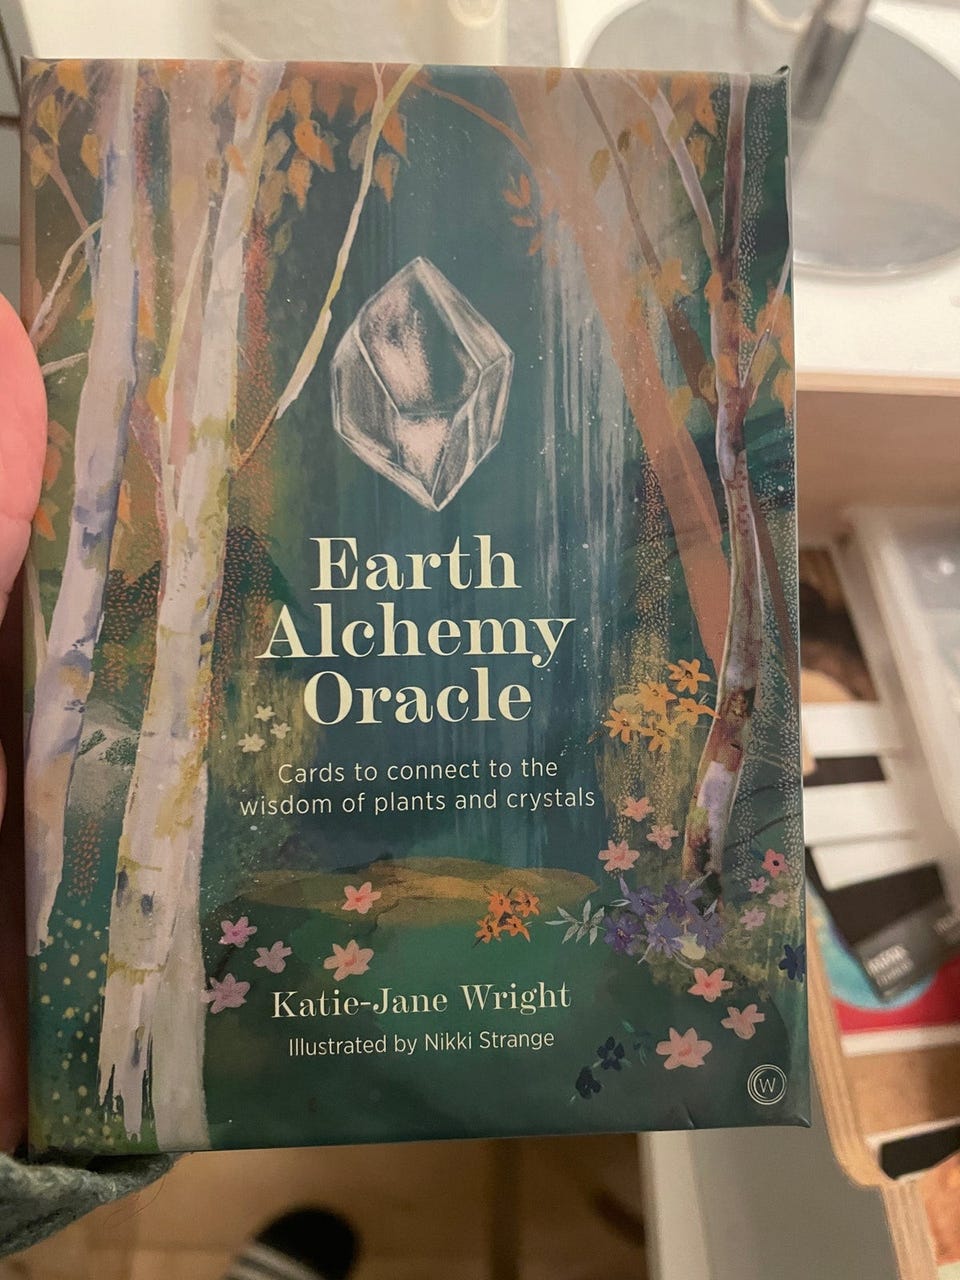 Earth
Alchemy
Oracle
Cards to connect to the
wisdom of plants and crystals
Katie-Jane Wright
Illustrated by Nikki Strange
W